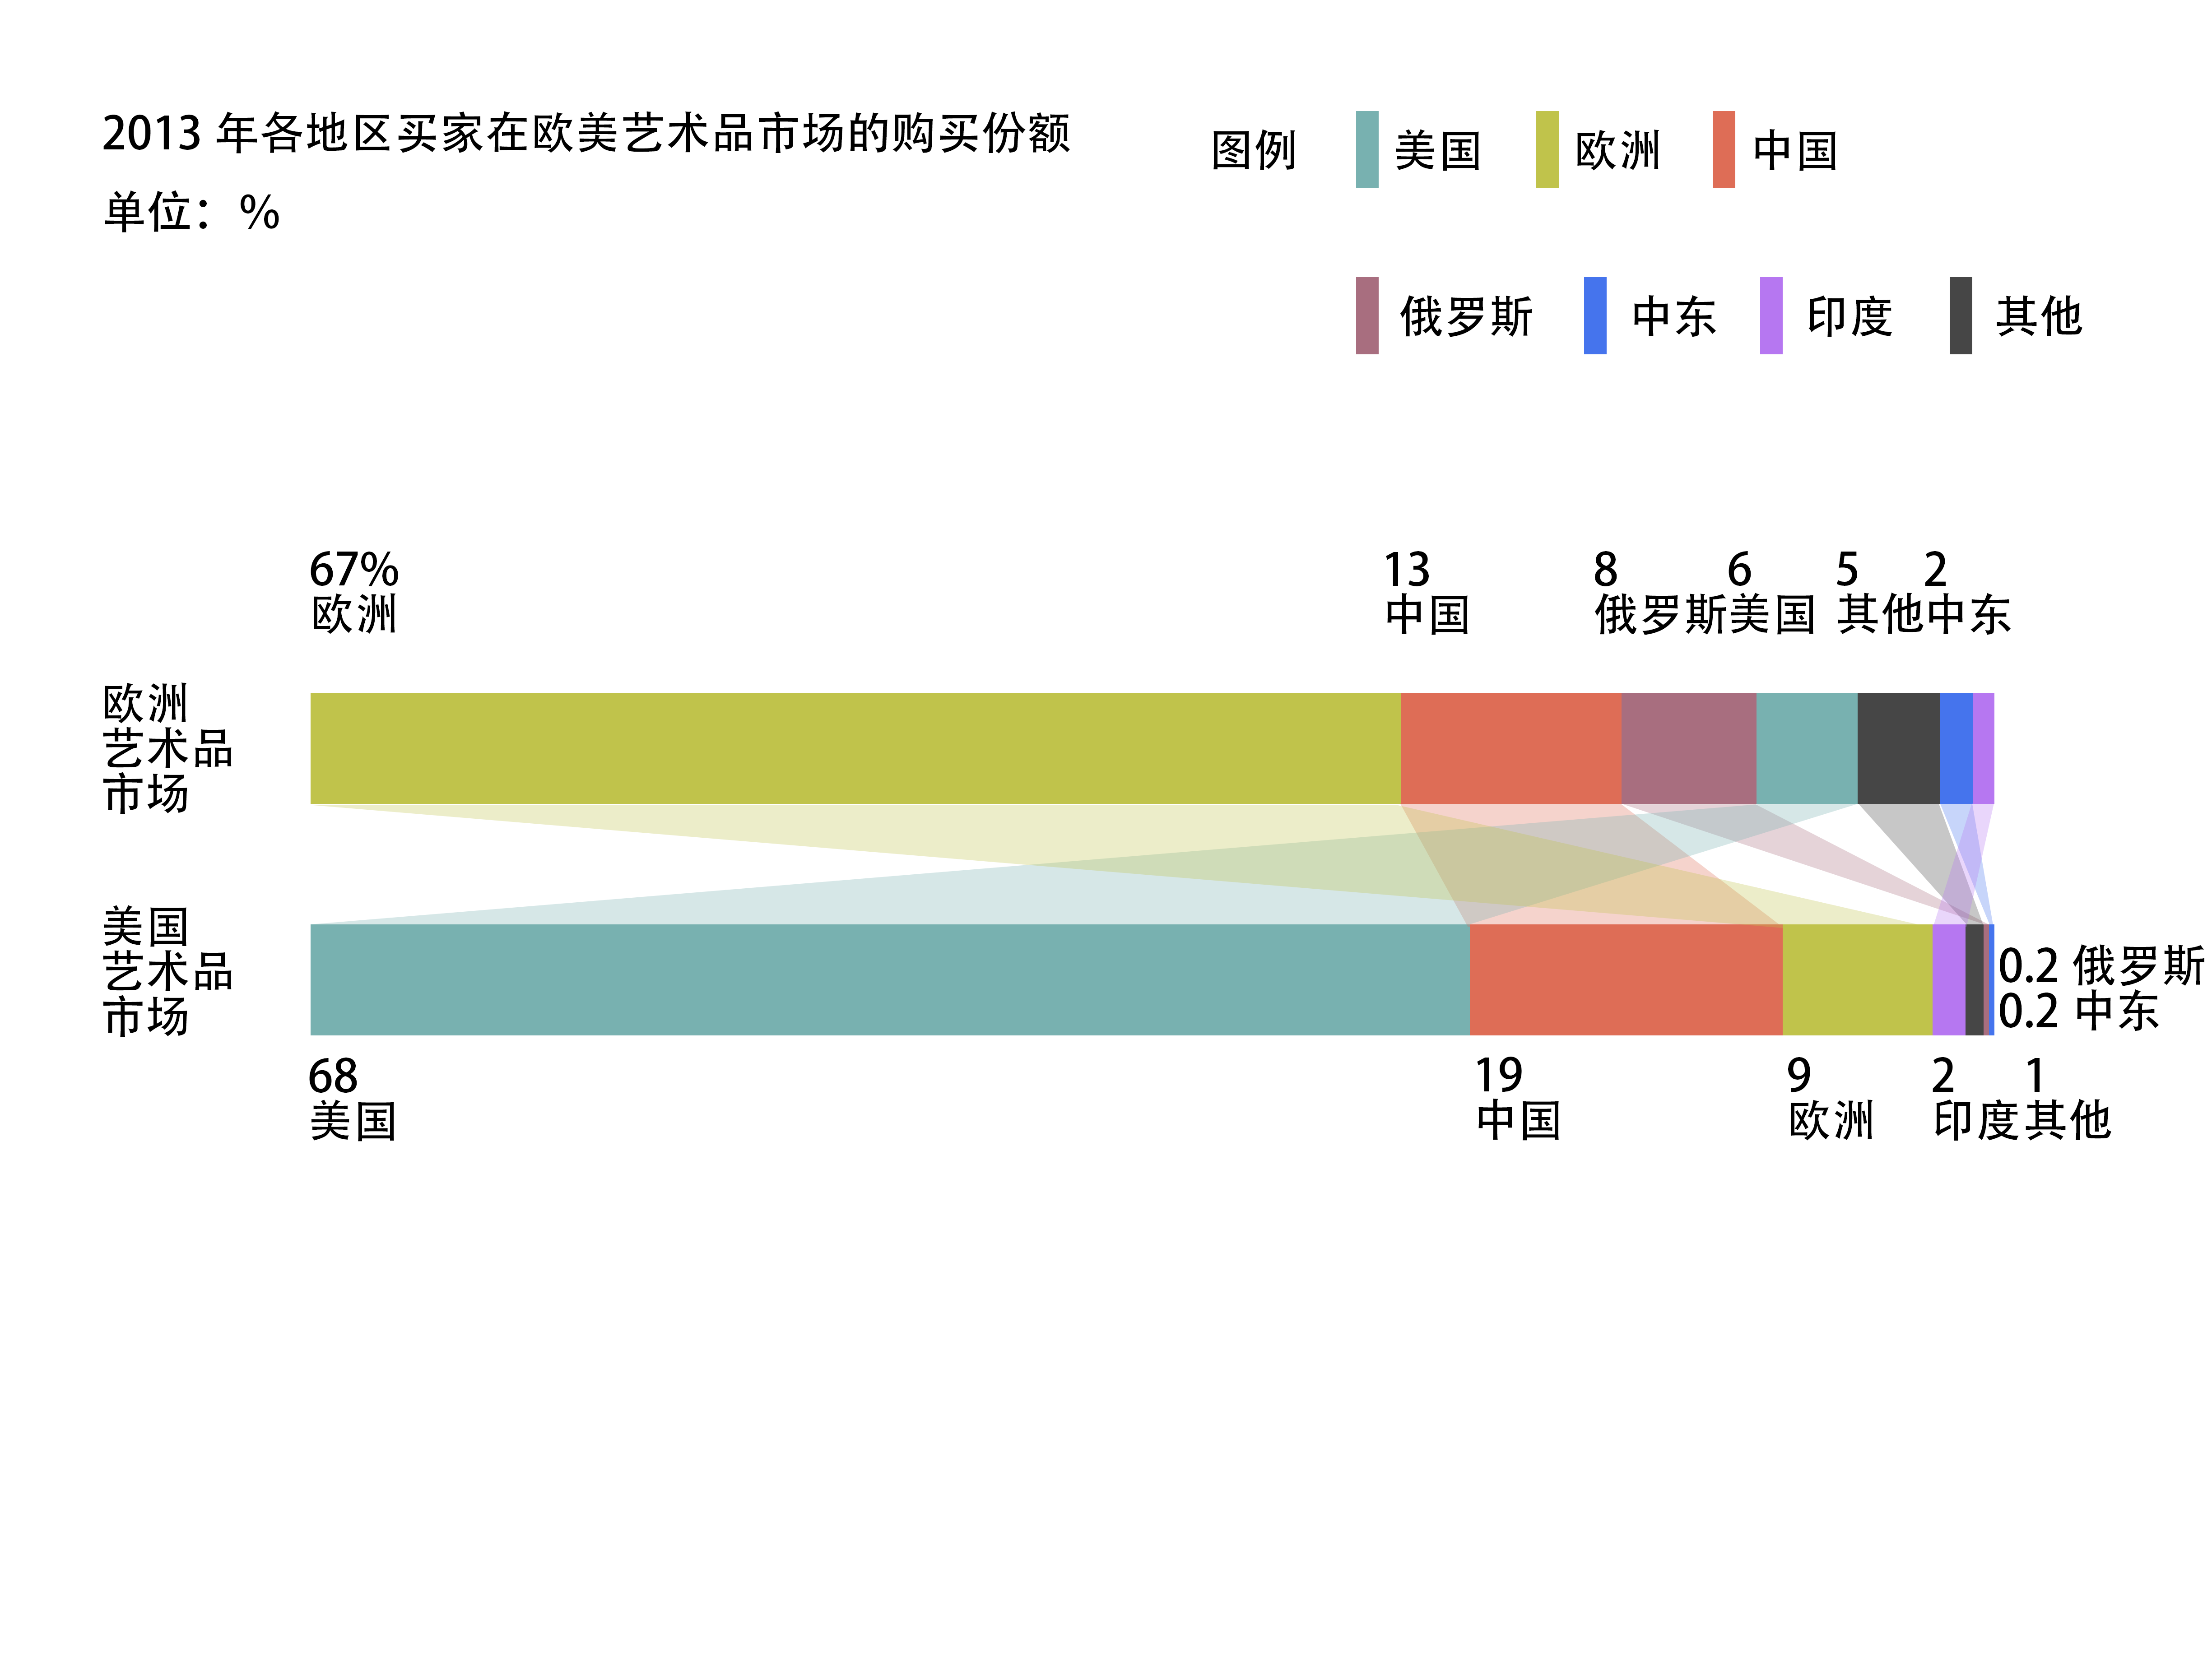 2013 年各地区买家在欧美艺术品市场的购买份额
单位：%
图例 美国 欧洲 中国
俄罗斯 中东 印度 其他
67% 13 8 6 5 2
欧洲 中国 俄罗斯 美国 其他 中东
欧洲
艺术品
市场
美国
艺术品
市场
0.2 俄罗斯
0.2 中东
68 19 9 2 1
美国 中国 欧洲 印度 其他